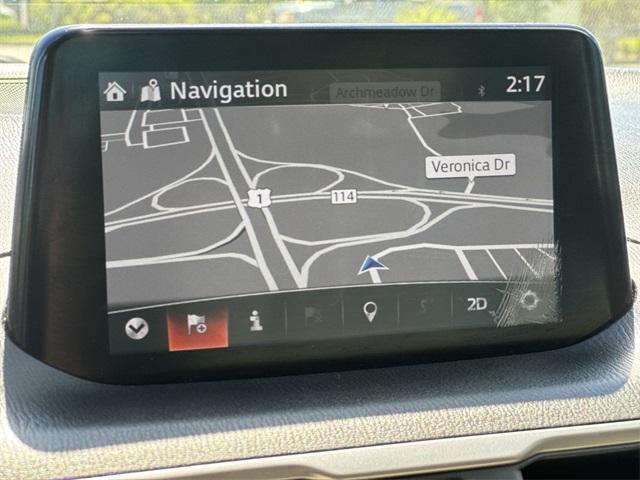 Navigation
Archmeadow Dr
2:17
Veronica Dr
1
114
2D